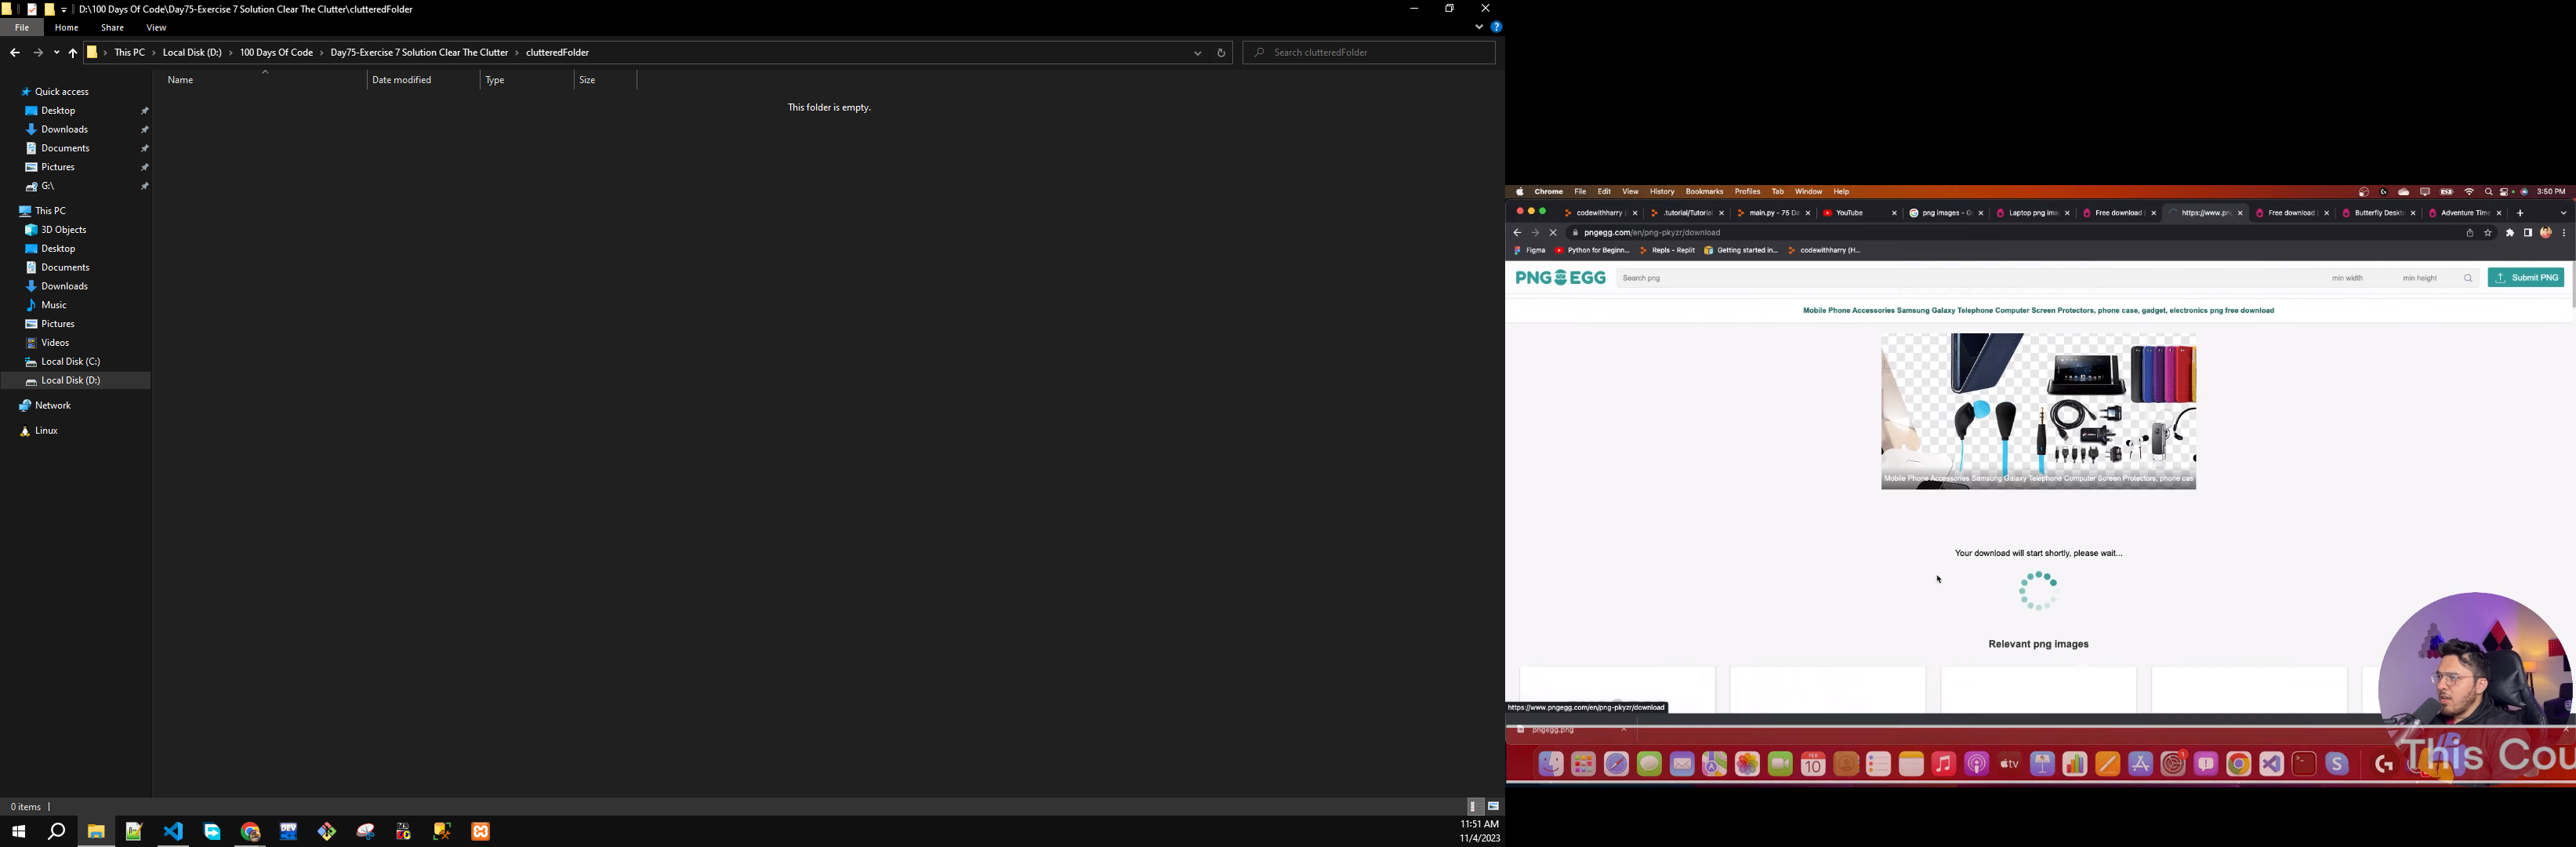 D:\100 Days Of Code\Day75-Exercise 7 Solution Clear The Clutter\clutteredFolder
File Home Share View
This PC > Local Disk (D:) > 100 Days Of Code > Day75-Exercise 7 Solution Clear The Clutter > clutteredFolder
Search clutteredFolder
Name Date modified Type Size
This folder is empty.
Quick access
Desktop
Downloads
Documents
Pictures
G:\
This PC
3D Objects
Desktop
Documents
Downloads
Music
Pictures
Videos
Local Disk (C:)
Local Disk (D:)
Network
Linux
0 items
11:51 AM
11/4/2023
Chrome File Edit View History Bookmarks Profiles Tab Window Help
3:50 PM
codewithharry
.tutorial/Tutorial
main.py - 75 Da
YouTube
png images - G
Laptop png ima
Free download
https://www.pn
Free download
Butterfly Deskt
Adventure Time
pngegg.com/en/png-pkyzr/download
Figma Python for Beginn... Repls - Replit Getting started in... codewithharry (H...
PNG EGG
Search png
min width min height
Submit PNG
Mobile Phone Accessories Samsung Galaxy Telephone Computer Screen Protectors, phone case, gadget, electronics png free download
Mobile Phone Accessories Samsung Galaxy Telephone Computer Screen Protectors, phone cas
Your download will start shortly, please wait...
Relevant png images
https://www.pngegg.com/en/png-pkyzr/download
pngegg.png
FEB
10
tv
1
DEV
This Cou